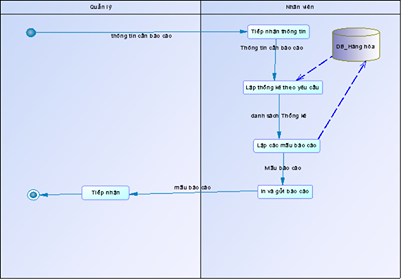 Quản lý
Nhân viên
Tiếp nhận thông tin
thông tin cần báo cáo
Thông tin cần báo cáo
DB_Hàng hóa
Lập thống kê theo yêu cầu
danh sách Thống kê
Lập các mẫu báo cáo
Mẫu báo cáo
mẫu báo cáo
Tiếp nhận
In và gửi báo cáo